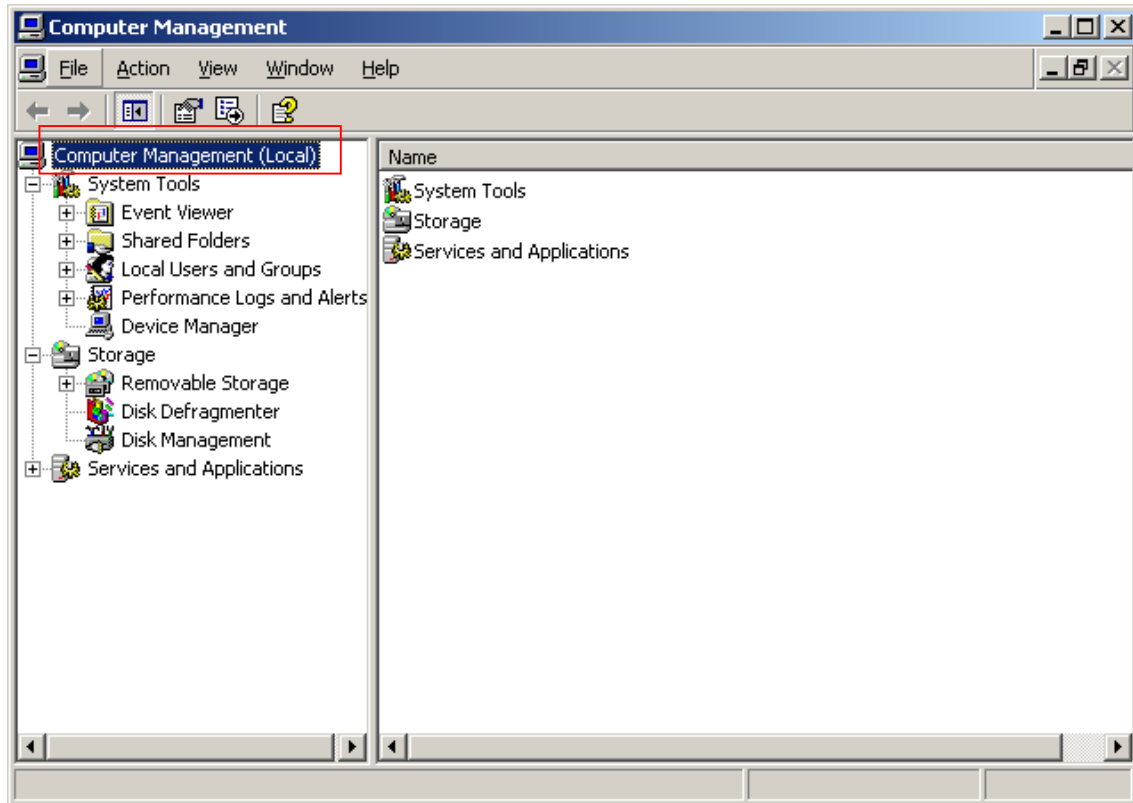 Computer Management
File Action View Window Help
Computer Management (Local)
System Tools
Event Viewer
Shared Folders
Local Users and Groups
Performance Logs and Alerts
Device Manager
Storage
Removable Storage
Disk Defragmenter
Disk Management
Services and Applications
Name
System Tools
Storage
Services and Applications